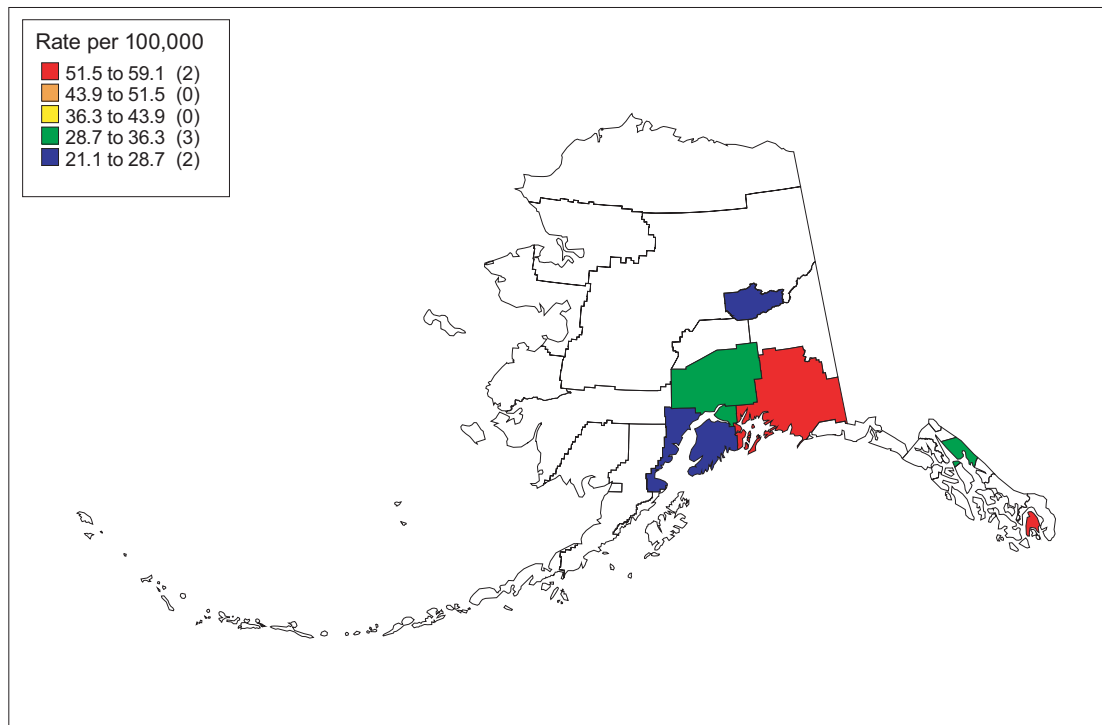 Rate per 100,000
51.5 to 59.1 (2)
43.9 to 51.5 (0)
36.3 to 43.9 (0)
28.7 to 36.3 (3)
21.1 to 28.7 (2)